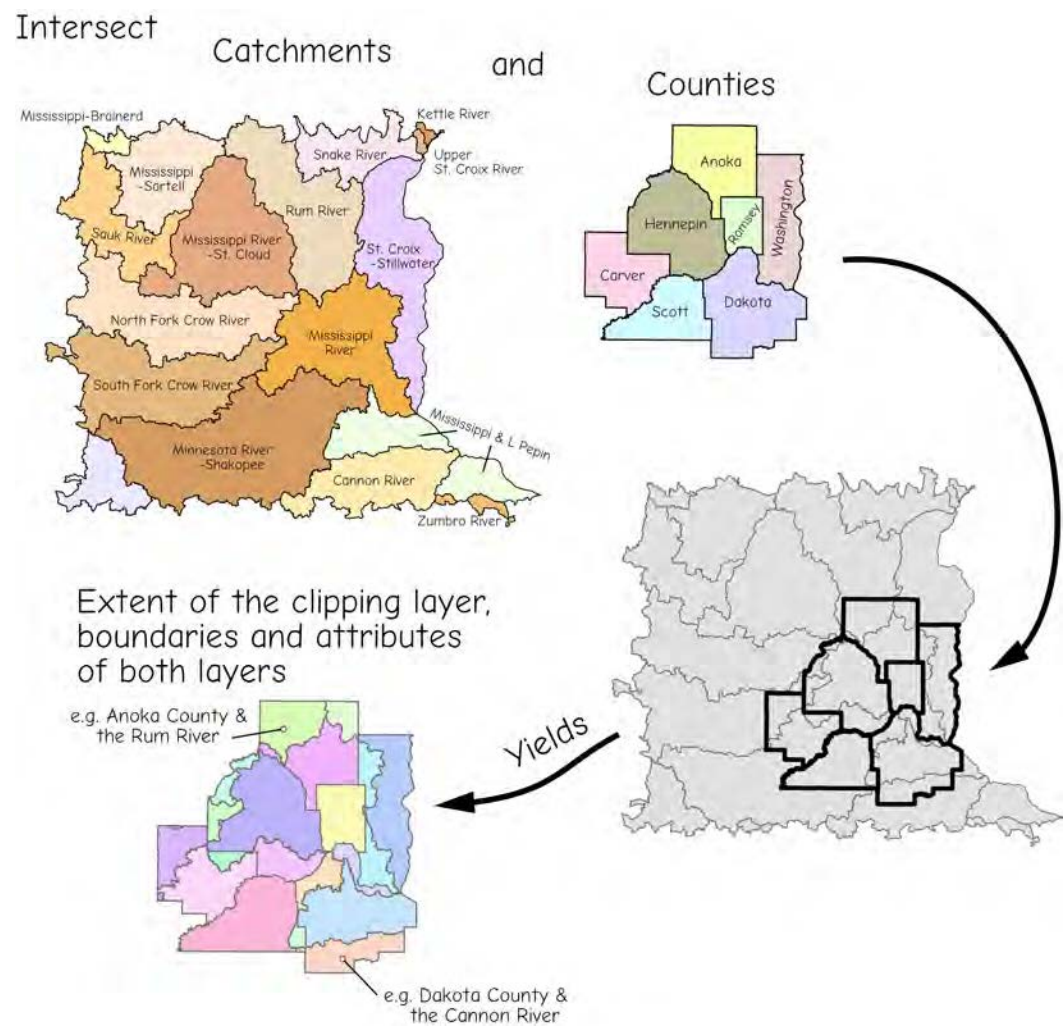 Intersect
Catchments
and
Counties
Mississippi-Brainerd
Kettle River
Upper
St. Croix River
Snake River
Mississippi
-Sartell
Rum River
Sauk River
Mississippi River
-St. Cloud
St. Croix
-Stillwater
North Fork Crow River
Mississippi
River
South Fork Crow River
Mississippi & L Pepin
Minnesota River
-Shakopee
Cannon River
Zumbro River
Anoka
Washington
Ramsey
Hennepin
Carver
Scott
Dakota
Extent of the clipping layer,
boundaries and attributes
of both layers
e.g. Anoka County &
the Rum River
Yields
e.g. Dakota County &
the Cannon River